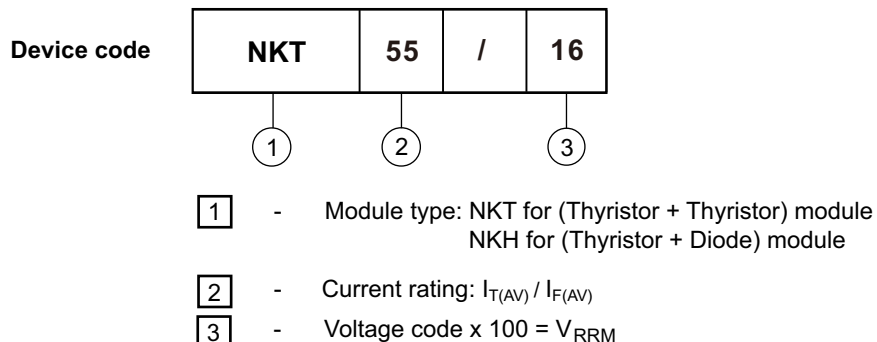 Device code NKT 55 / 16
1 2 3
1 - Module type: NKT for (Thyristor + Thyristor) module
NKH for (Thyristor + Diode) module
2 - Current rating: I_T(AV) / I_F(AV)
3 - Voltage code x 100 = V_RRM